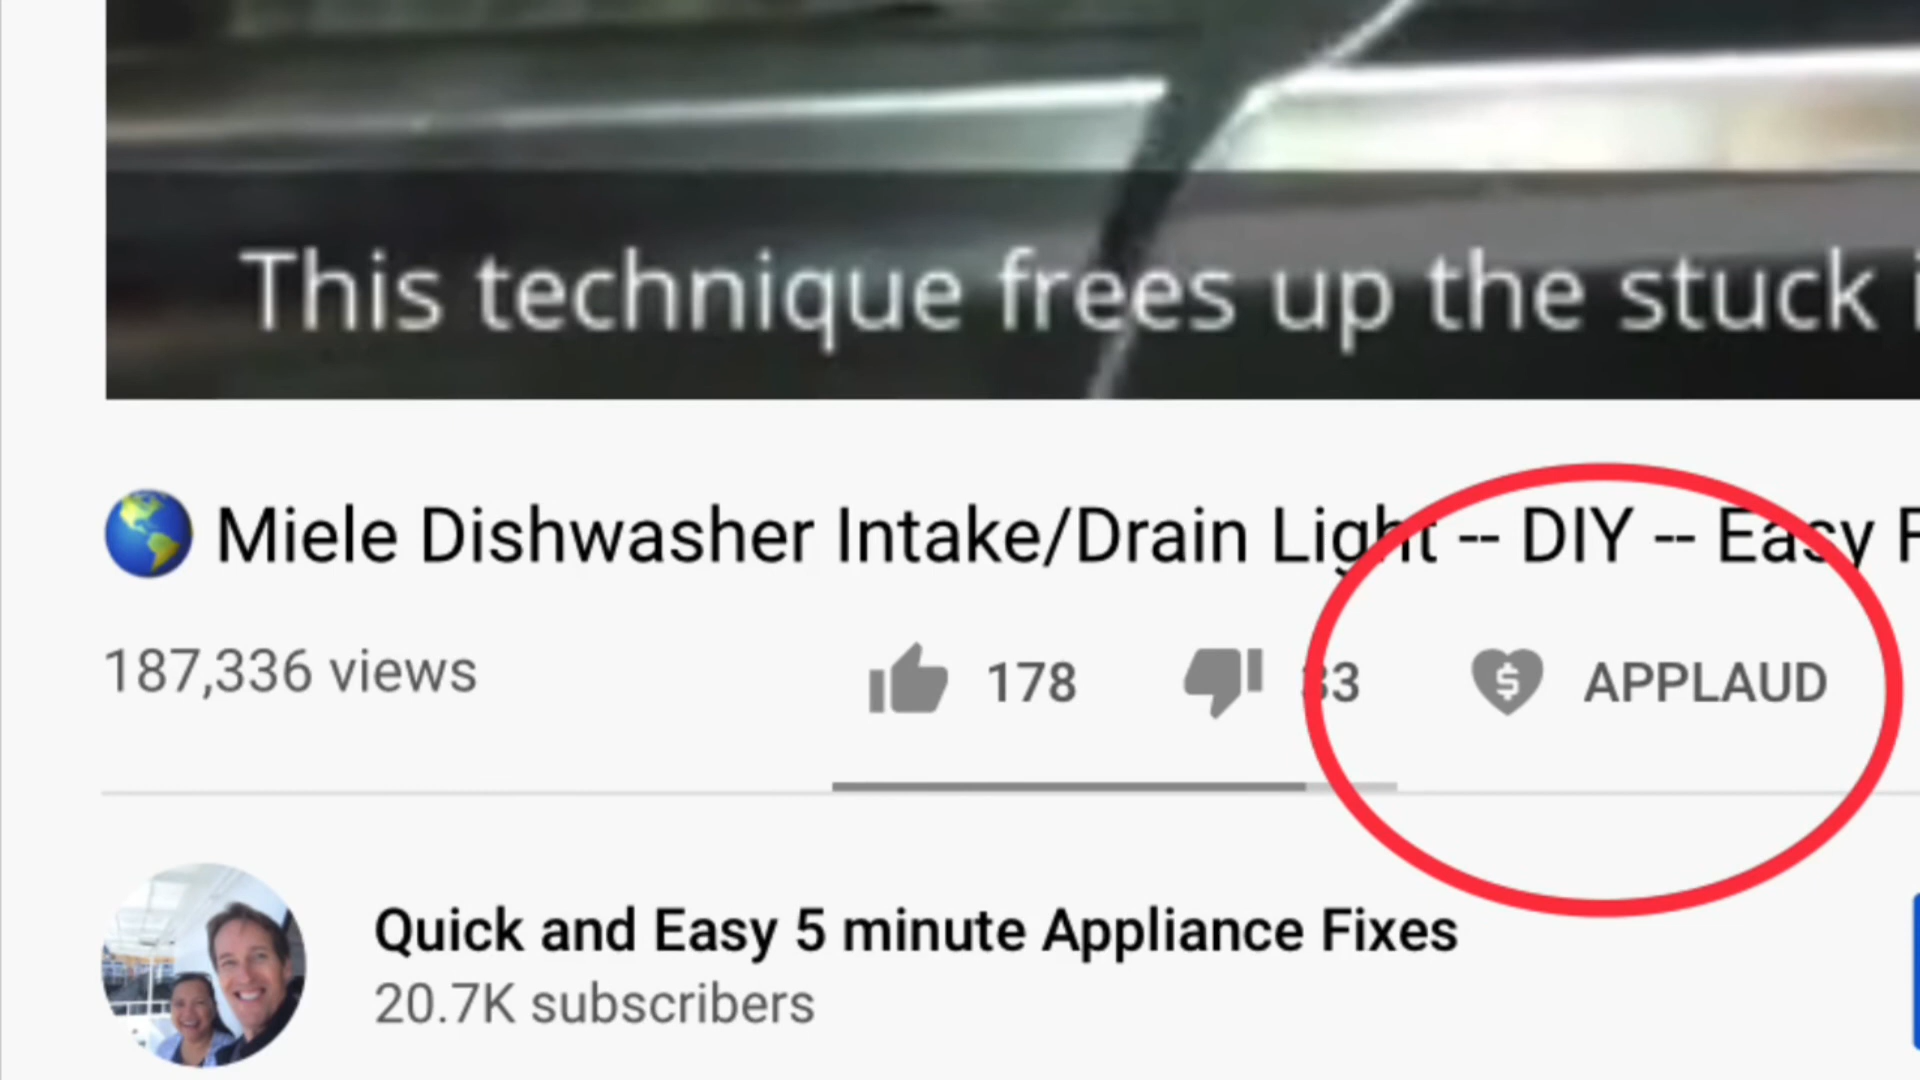 This technique frees up the stuck
Miele Dishwasher Intake/Drain Light -- DIY -- Easy
187,336 views
178
33
$ APPLAUD
Quick and Easy 5 minute Appliance Fixes
20.7K subscribers